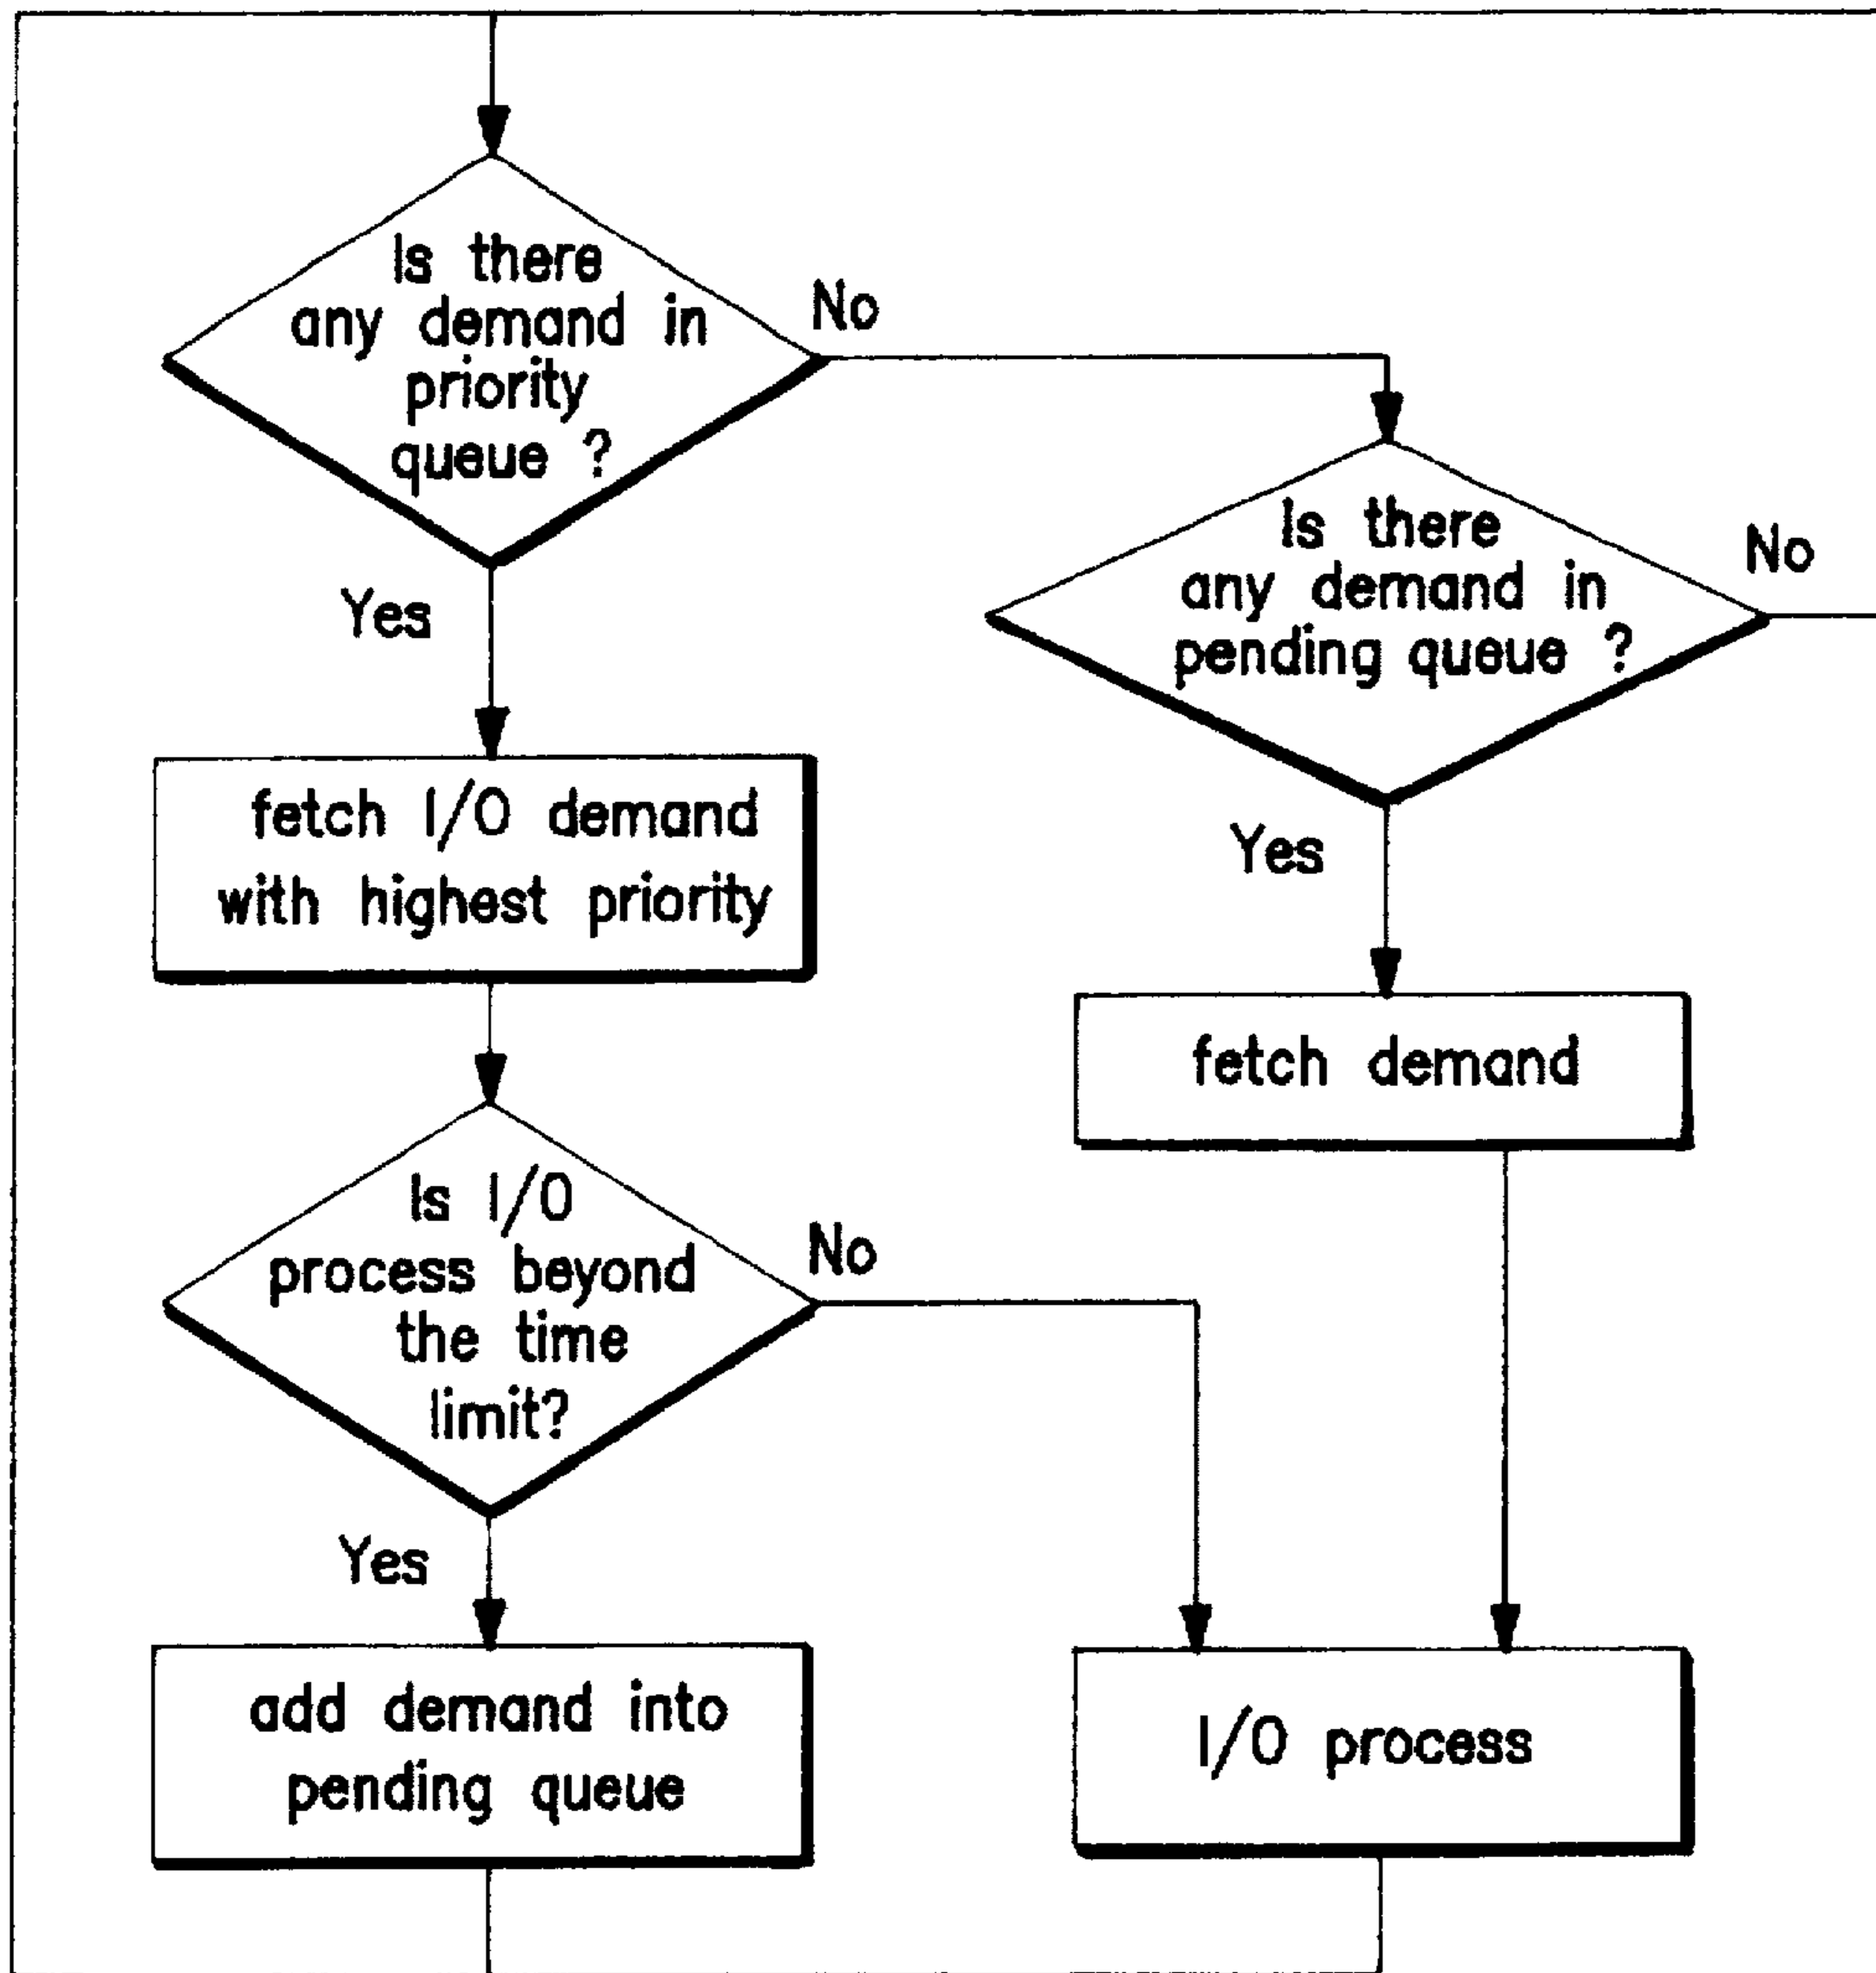 Is there
any demand in
priority
queue ?
No
Yes
Is there
any demand in
pending queue ?
No
Yes
fetch I/O demand
with highest priority
fetch demand
Is I/O
process beyond
the time
limit?
No
Yes
add demand into
pending queue
I/O process